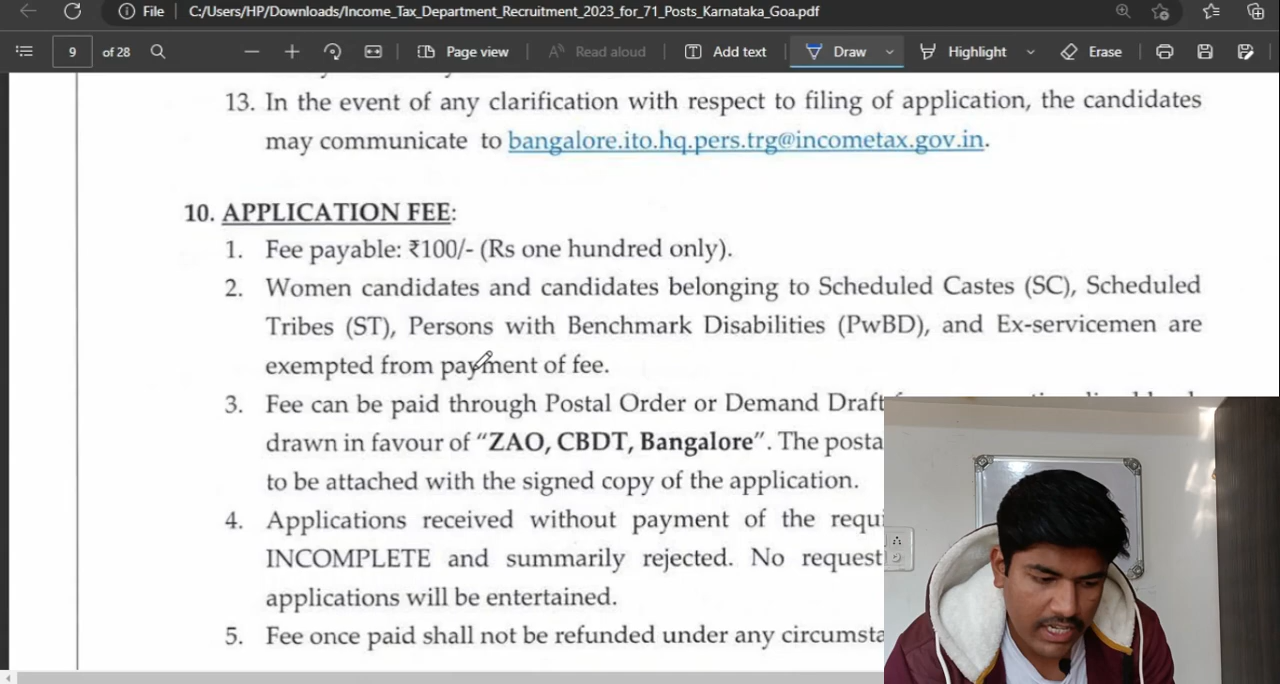 File C:/Users/HP/Downloads/Income_Tax_Department_Recruitment_2023_for_71_Posts_Karnataka_Goa.pdf
9 of 28 Page view Read aloud Add text Draw Highlight Erase
13. In the event of any clarification with respect to filing of application, the candidates
may communicate to bangalore.ito.hq.pers.trg@incometax.gov.in.
10. APPLICATION FEE:
1. Fee payable: ₹100/- (Rs one hundred only).
2. Women candidates and candidates belonging to Scheduled Castes (SC), Scheduled
Tribes (ST), Persons with Benchmark Disabilities (PwBD), and Ex-servicemen are
exempted from payment of fee.
3. Fee can be paid through Postal Order or Demand Draft
drawn in favour of “ZAO, CBDT, Bangalore”. The posta
to be attached with the signed copy of the application.
4. Applications received without payment of the requi
INCOMPLETE and summarily rejected. No request
applications will be entertained.
5. Fee once paid shall not be refunded under any circumsta